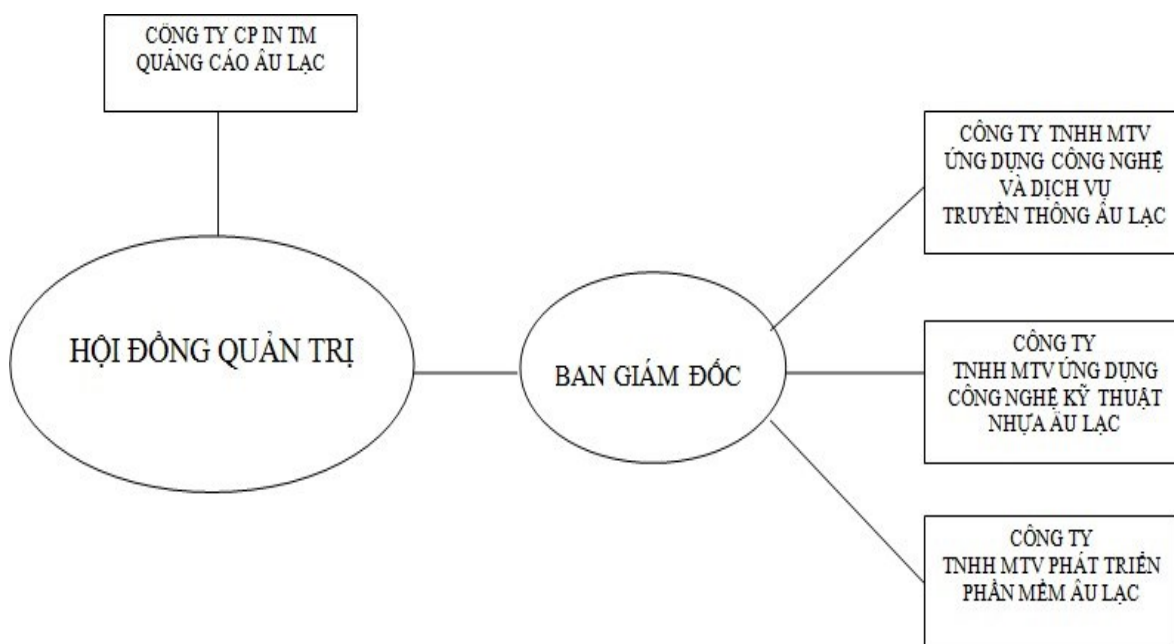 CÔNG TY CP IN TM
QUẢNG CÁO ÂU LẠC
HỘI ĐỒNG QUẢN TRỊ
BAN GIÁM ĐỐC
CÔNG TY TNHH MTV
ỨNG DỤNG CÔNG NGHỆ
VÀ DỊCH VỤ
TRUYỀN THÔNG ÂU LẠC
CÔNG TY
TNHH MTV ỨNG DỤNG
CÔNG NGHỆ KỸ THUẬT
NHỰA ÂU LẠC
CÔNG TY
TNHH MTV PHÁT TRIỂN
PHẦN MỀM ÂU LẠC